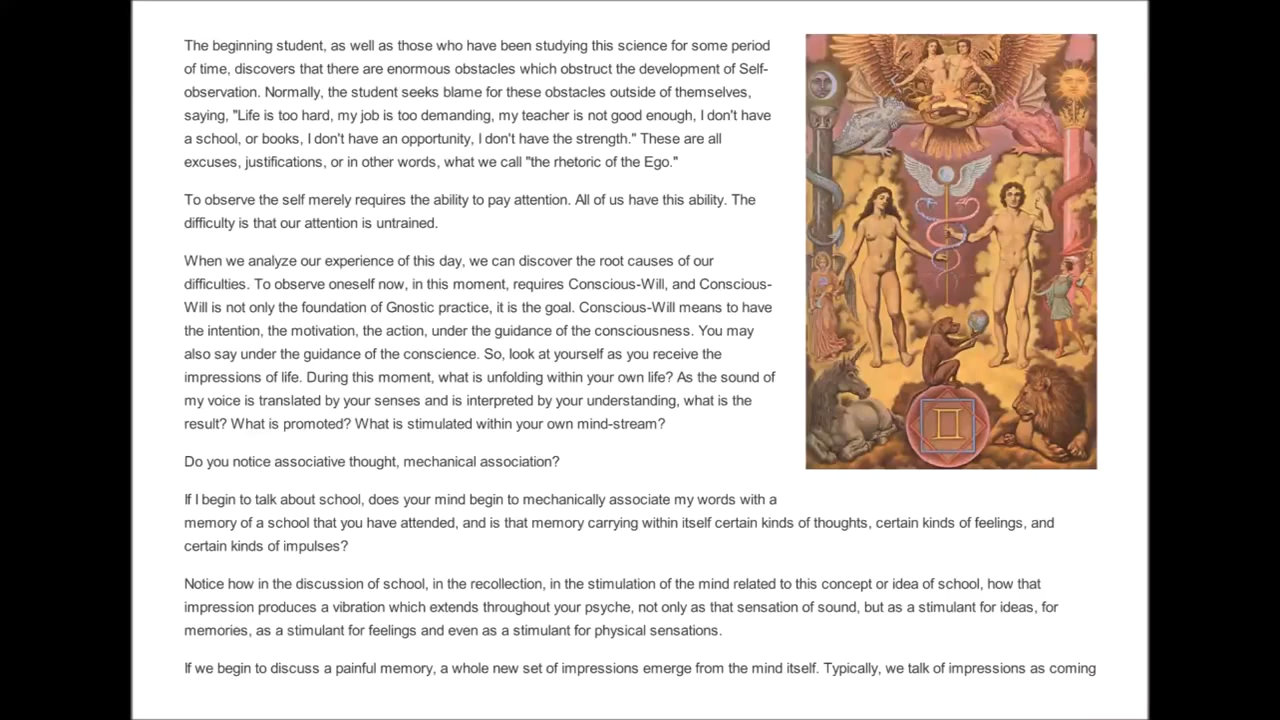 The beginning student, as well as those who have been studying this science for some period
of time, discovers that there are enormous obstacles which obstruct the development of Self-
observation. Normally, the student seeks blame for these obstacles outside of themselves,
saying, "Life is too hard, my job is too demanding, my teacher is not good enough, I don't have
a school, or books, I don't have an opportunity, I don't have the strength." These are all
excuses, justifications, or in other words, what we call "the rhetoric of the Ego."
To observe the self merely requires the ability to pay attention. All of us have this ability. The
difficulty is that our attention is untrained.
When we analyze our experience of this day, we can discover the root causes of our
difficulties. To observe oneself now, in this moment, requires Conscious-Will, and Conscious-
Will is not only the foundation of Gnostic practice, it is the goal. Conscious-Will means to have
the intention, the motivation, the action, under the guidance of the consciousness. You may
also say under the guidance of the conscience. So, look at yourself as you receive the
impressions of life. During this moment, what is unfolding within your own life? As the sound of
my voice is translated by your senses and is interpreted by your understanding, what is the
result? What is promoted? What is stimulated within your own mind-stream?
Do you notice associative thought, mechanical association?
If I begin to talk about school, does your mind begin to mechanically associate my words with a
memory of a school that you have attended, and is that memory carrying within itself certain kinds of thoughts, certain kinds of feelings, and
certain kinds of impulses?
Notice how in the discussion of school, in the recollection, in the stimulation of the mind related to this concept or idea of school, how that
impression produces a vibration which extends throughout your psyche, not only as that sensation of sound, but as a stimulant for ideas, for
memories, as a stimulant for feelings and even as a stimulant for physical sensations.
If we begin to discuss a painful memory, a whole new set of impressions emerge from the mind itself. Typically, we talk of impressions as coming